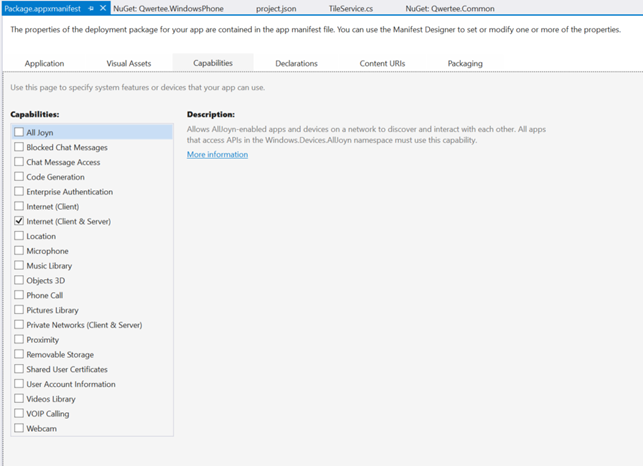 Package.appxmanifest NuGet: Qwertee.WindowsPhone project.json TileService.cs NuGet: Qwertee.Common
The properties of the deployment package for your app are contained in the app manifest file. You can use the Manifest Designer to set or modify one or more of the properties.
Application Visual Assets Capabilities Declarations Content URIs Packaging
Use this page to specify system features or devices that your app can use.
Capabilities:
All Joyn
Blocked Chat Messages
Chat Message Access
Code Generation
Enterprise Authentication
Internet (Client)
Internet (Client & Server)
Location
Microphone
Music Library
Objects 3D
Phone Call
Pictures Library
Private Networks (Client & Server)
Proximity
Removable Storage
Shared User Certificates
User Account Information
Videos Library
VOIP Calling
Webcam
Description:
Allows AllJoyn-enabled apps and devices on a network to discover and interact with each other. All apps
that access APIs in the Windows.Devices.AllJoyn namespace must use this capability.
More information